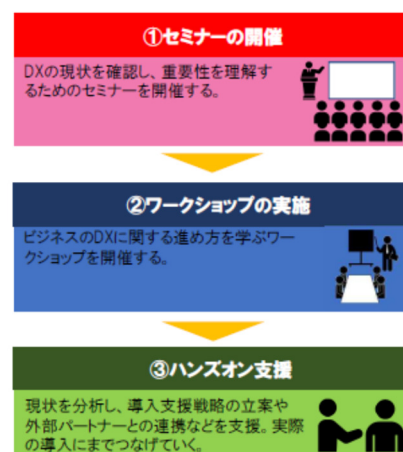 ①セミナーの開催
DXの現状を確認し、重要性を理解す
るためのセミナーを開催する。
②ワークショップの実施
ビジネスのDXに関する進め方を学ぶワー
クショップを開催する。
③ハンズオン支援
現状を分析し、導入支援戦略の立案や
外部パートナーとの連携などを支援。実際
の導入にまでつなげていく。